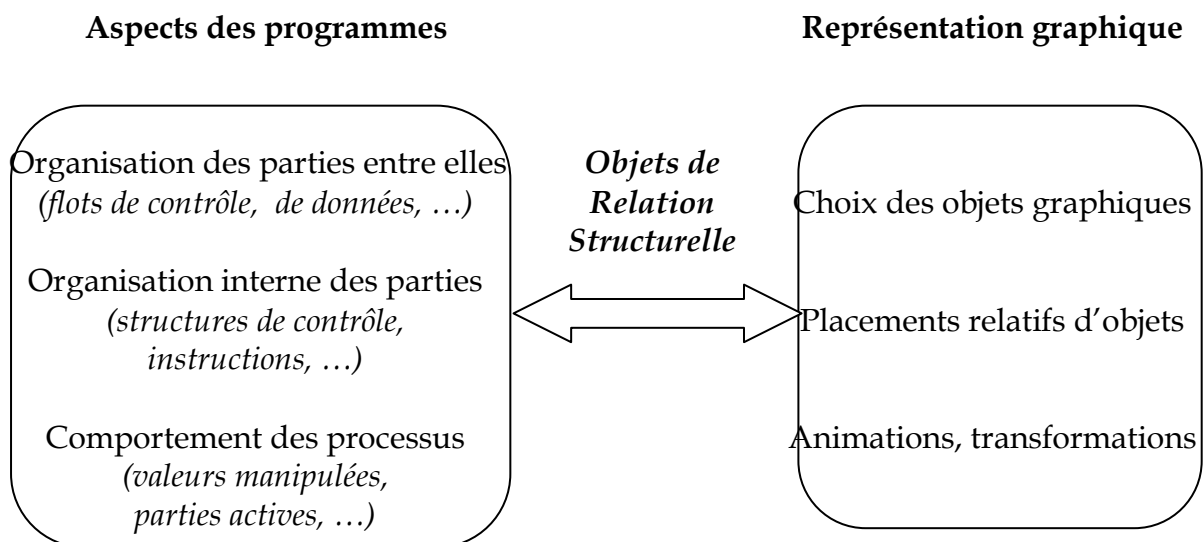 Aspects des programmes
Représentation graphique
Organisation des parties entre elles
(flots de contrôle, de données, …)
Organisation interne des parties
(structures de contrôle,
instructions, …)
Comportement des processus
(valeurs manipulées,
parties actives, …)
Objets de
Relation
Structurelle
Choix des objets graphiques
Placements relatifs d’objets
Animations, transformations